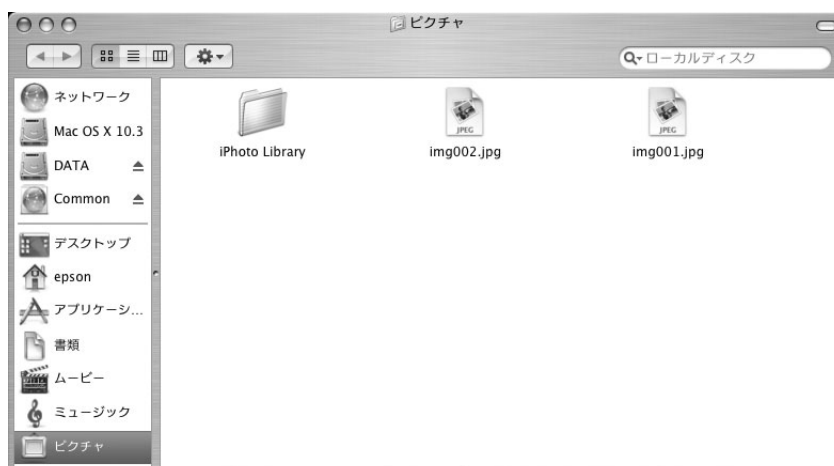 ピクチャ
ローカルディスク
ネットワーク
Mac OS X 10.3
DATA
Common
デスクトップ
epson
アプリケーシ...
書類
ムービー
ミュージック
ピクチャ
iPhoto Library
JPEG
img002.jpg
JPEG
img001.jpg